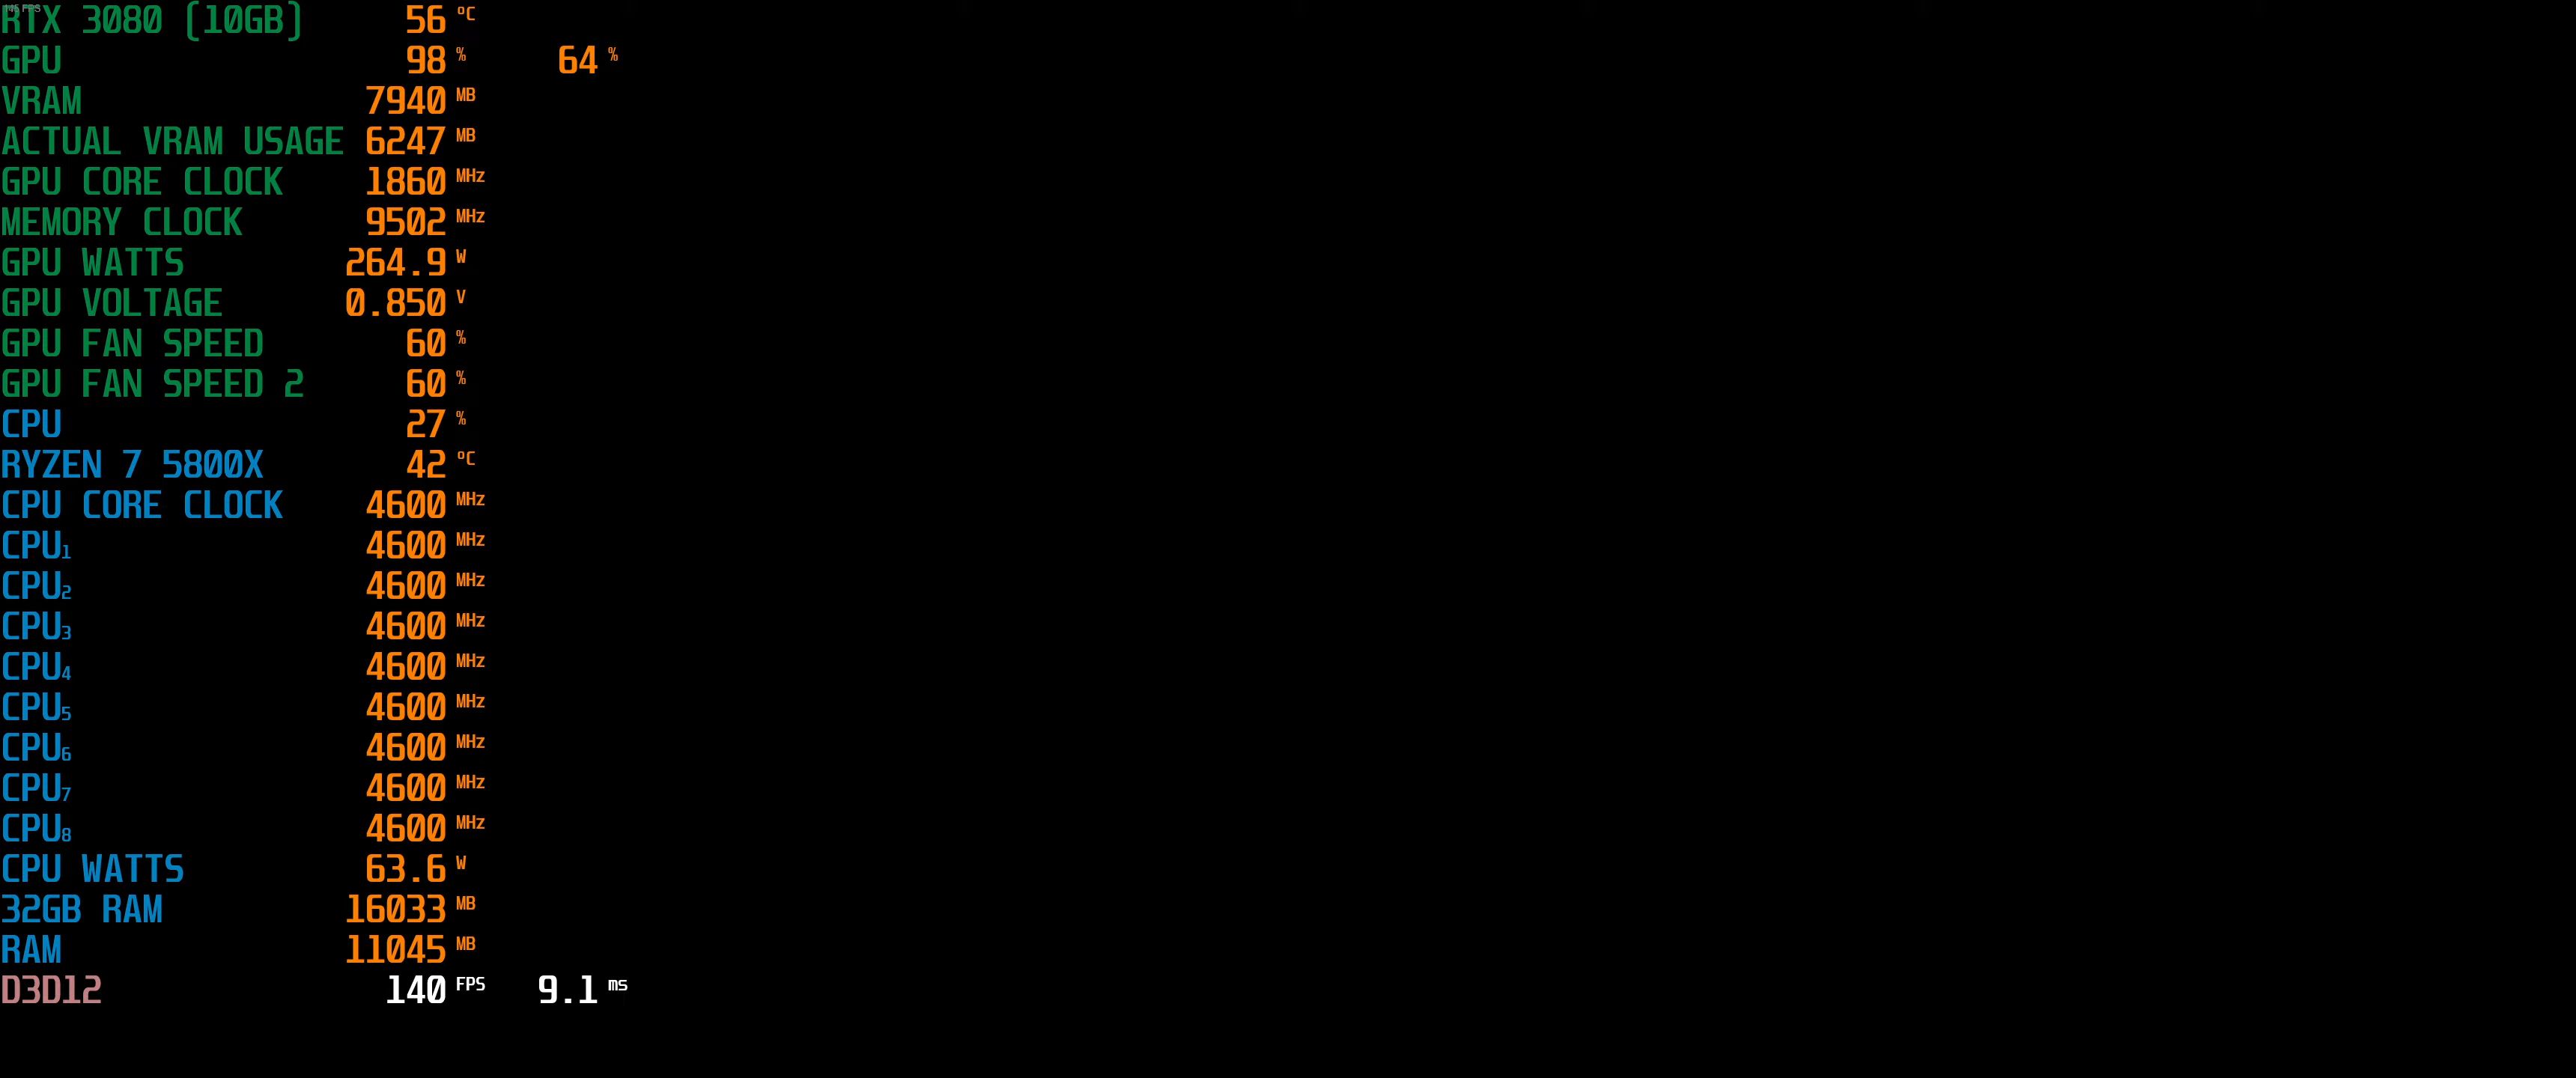 145 FPS
RTX 3080 (10GB) 56 °C
GPU 98 % 64 %
VRAM 7940 MB
ACTUAL VRAM USAGE 6247 MB
GPU CORE CLOCK 1860 MHz
MEMORY CLOCK 9502 MHz
GPU WATTS 264.9 W
GPU VOLTAGE 0.850 V
GPU FAN SPEED 60 %
GPU FAN SPEED 2 60 %
CPU 27 %
RYZEN 7 5800X 42 °C
CPU CORE CLOCK 4600 MHz
CPU1 4600 MHz
CPU2 4600 MHz
CPU3 4600 MHz
CPU4 4600 MHz
CPU5 4600 MHz
CPU6 4600 MHz
CPU7 4600 MHz
CPU8 4600 MHz
CPU WATTS 63.6 W
32GB RAM 16033 MB
RAM 11045 MB
D3D12 140 FPS 9.1 ms